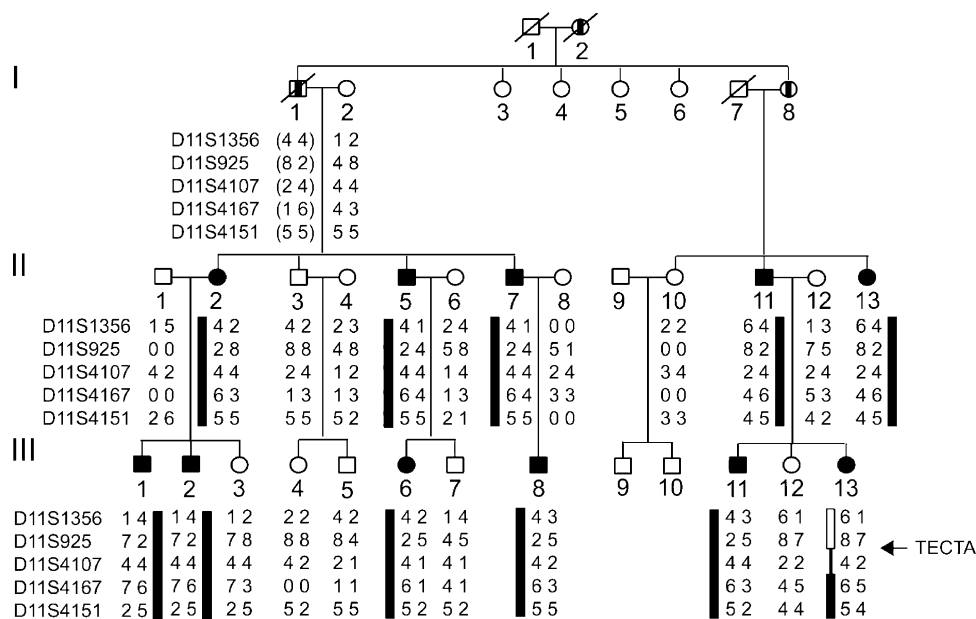 1 2
I
1 2 3 4 5 6 7 8
D11S1356 (4 4) 1 2
D11S925 (8 2) 4 8
D11S4107 (2 4) 4 4
D11S4167 (1 6) 4 3
D11S4151 (5 5) 5 5
II
1 2 3 4 5 6 7 8 9 10 11 12 13
D11S1356 1 5 4 2 4 2 2 3 4 1 2 4 4 1 0 0 2 2 6 4 1 3 6 4
D11S925 0 0 2 8 8 8 4 8 2 4 5 8 2 4 5 1 0 0 8 2 7 5 8 2
D11S4107 4 2 4 4 2 4 1 2 4 4 1 4 4 4 2 4 3 4 2 4 2 4 2 4
D11S4167 0 0 6 3 1 3 1 3 6 4 1 3 6 4 3 3 0 0 4 6 5 3 4 6
D11S4151 2 6 5 5 5 5 5 2 5 5 2 1 5 5 0 0 3 3 4 5 4 2 4 5
III
1 2 3 4 5 6 7 8 9 10 11 12 13
D11S1356 1 4 1 4 1 2 2 2 4 2 4 2 1 4 4 3 4 3 6 1 6 1
D11S925 7 2 7 2 7 8 8 8 8 4 2 5 4 5 2 5 2 5 8 7 8 7
TECTA
D11S4107 4 4 4 4 4 4 4 2 2 1 4 1 4 1 4 2 4 4 2 2 4 2
D11S4167 7 6 7 6 7 3 0 0 1 1 6 1 4 1 6 3 6 3 4 5 6 5
D11S4151 2 5 2 5 2 5 5 2 5 5 5 2 5 2 5 5 5 2 4 4 5 4